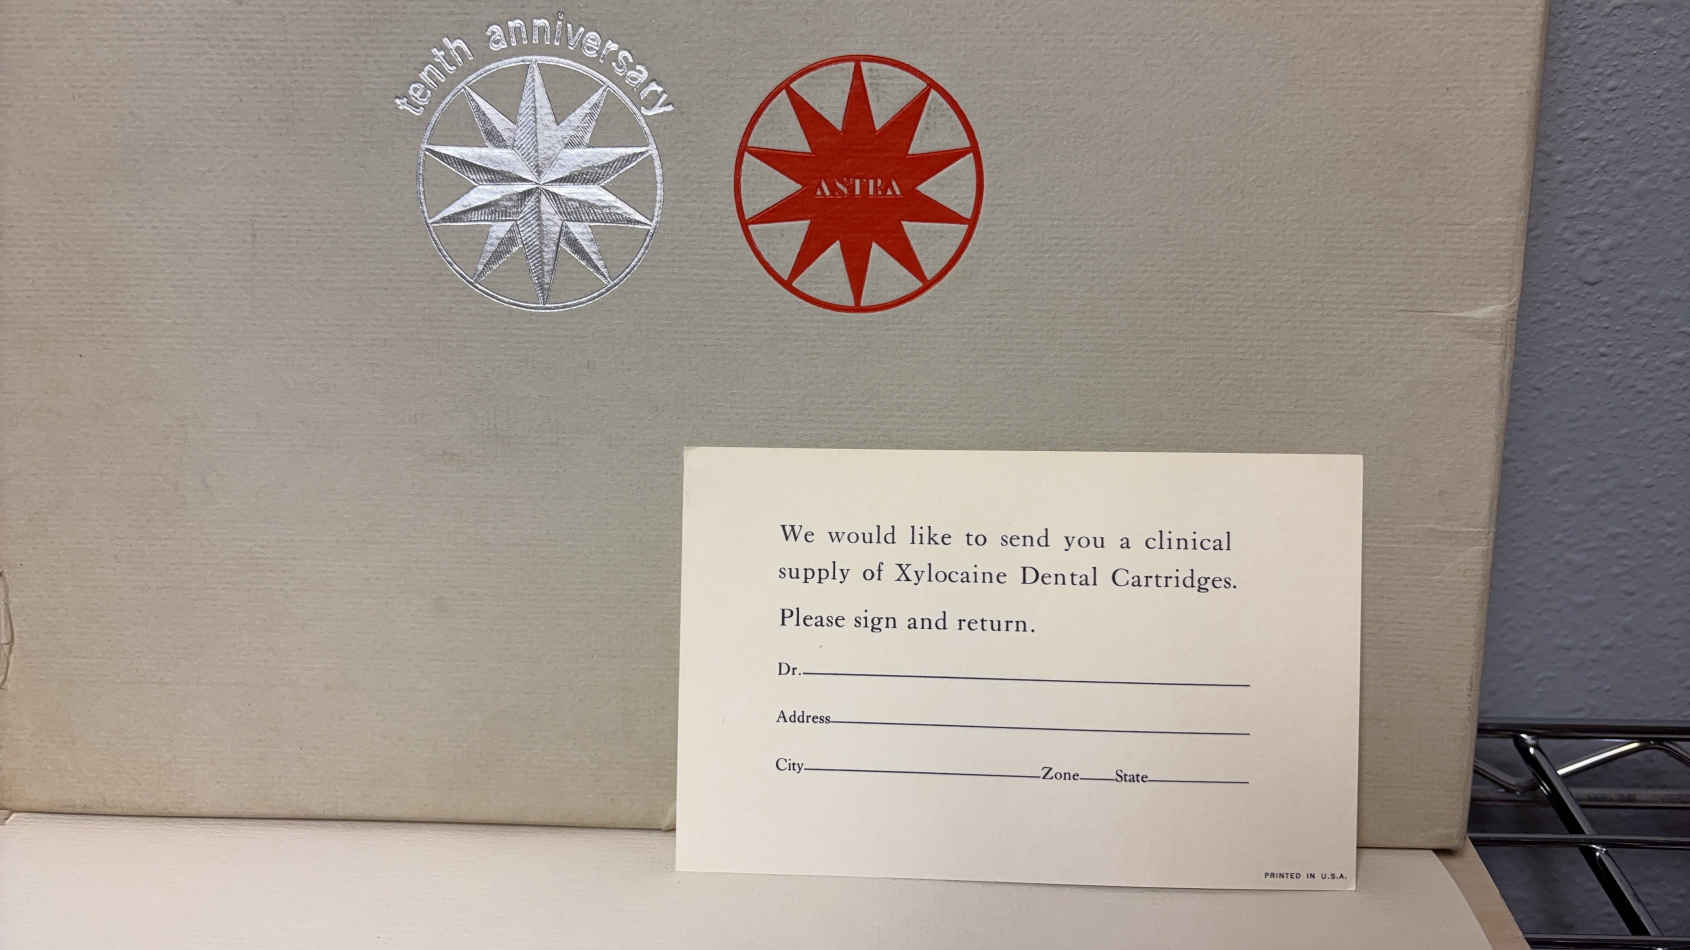 tenth anniversary
ASTRA
We would like to send you a clinical
supply of Xylocaine Dental Cartridges.
Please sign and return.
Dr.
Address
City Zone State
PRINTED IN U.S.A.